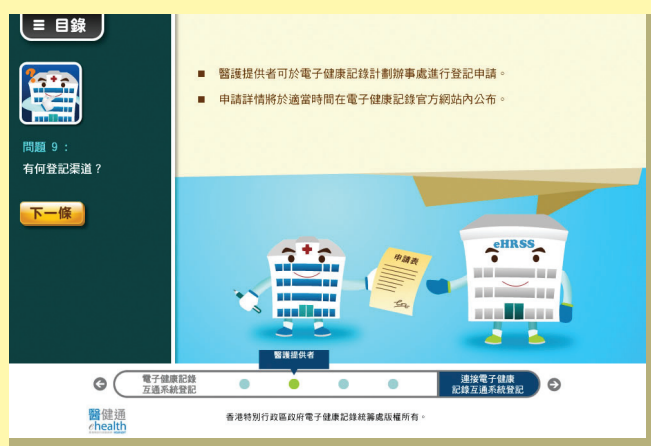 目錄
問題 9：
有何登記渠道？
下一條
■ 醫護提供者可於電子健康記錄計劃辦事處進行登記申請。
■ 申請詳情將於適當時間在電子健康記錄官方網站內公布。
申請表
eHRSS
醫護提供者
電子健康記錄
互通系統登記
連接電子健康
記錄互通系統登記
醫健通
ehealth
香港特別行政區政府電子健康記錄統籌處版權所有。